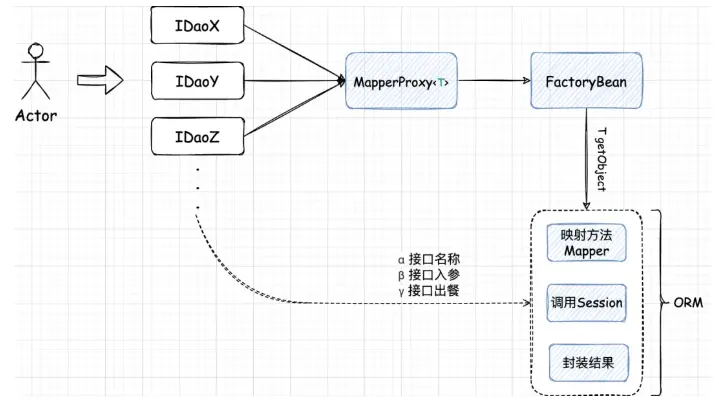 IDaoX
IDaoY
IDaoZ
Actor
MapperProxy<T>
FactoryBean
T getObject
α 接口名称
β 接口入参
γ 接口出餐
映射方法
Mapper
调用Session
封装结果
ORM